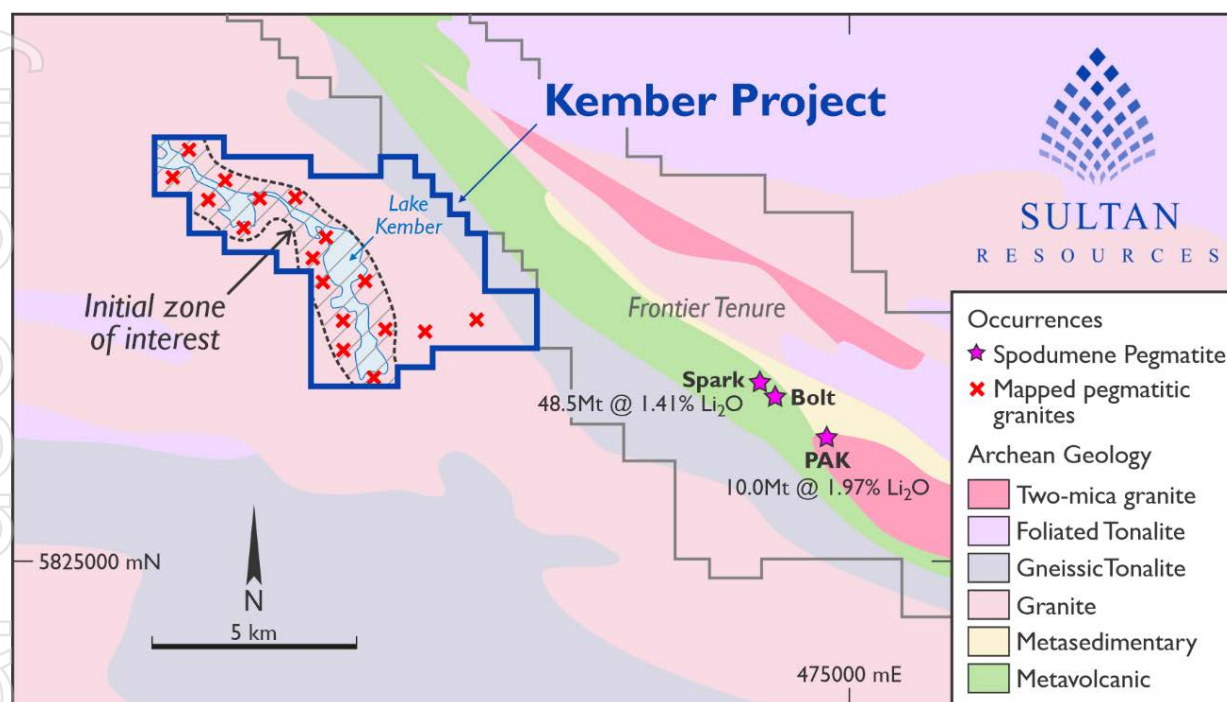 Kember Project
SULTAN
RESOURCES
Lake
Kember
Initial zone
of interest
Frontier Tenure
Spark
48.5Mt @ 1.41% Li₂O
Bolt
PAK
10.0Mt @ 1.97% Li₂O
5825000 mN
N
5 km
475000 mE
Occurrences
Spodumene Pegmatite
Mapped pegmatitic
granites
Archean Geology
Two-mica granite
Foliated Tonalite
GneissicTonalite
Granite
Metasedimentary
Metavolcanic